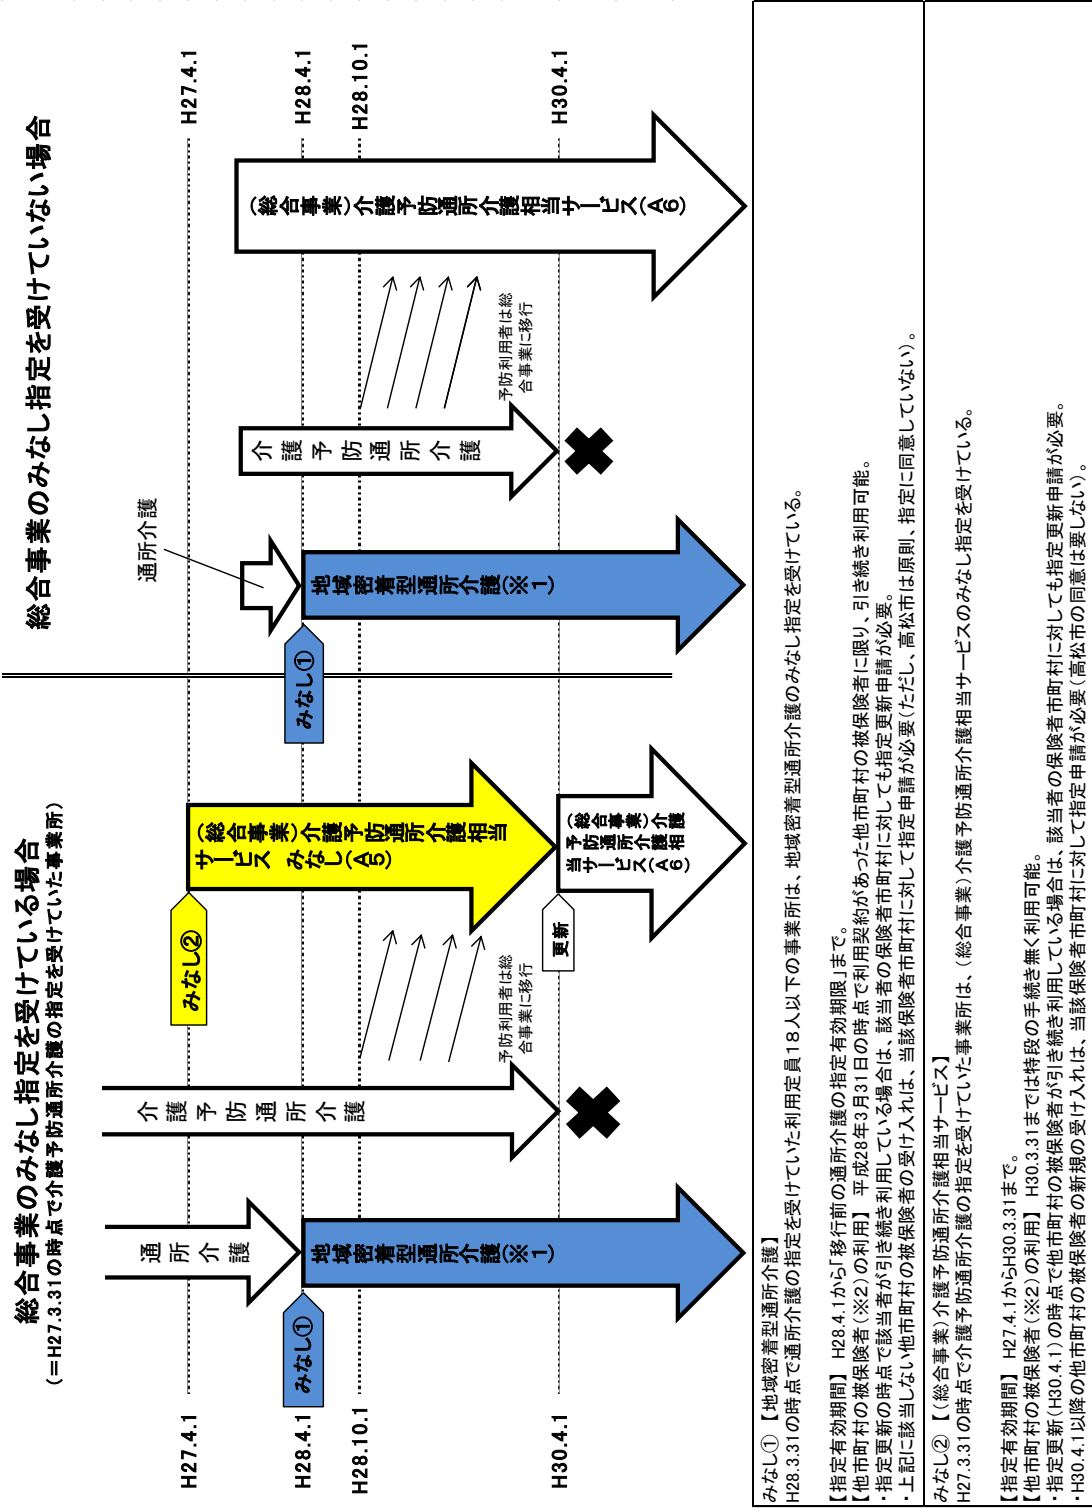 総合事業のみなし指定を受けている場合
(＝H27.3.31の時点で介護予防通所介護の指定を受けていた事業所)
総合事業のみなし指定を受けていない場合
H27.4.1
H28.4.1
H28.10.1
H30.4.1
H27.4.1
H28.4.1
H28.10.1
H30.4.1
通所介護
みなし①
地域密着型通所介護(※1)
介護予防通所介護
予防利用者は総
合事業に移行
みなし②
(総合事業)介護予防通所介護相当
サービス みなし(A5)
更新
(総合事業)介護
予防通所介護相
当サービス(A6)
通所介護
みなし①
地域密着型通所介護(※1)
介護予防通所介護
予防利用者は総
合事業に移行
(総合事業)介護予防通所介護相当サービス(A6)
みなし① 【地域密着型通所介護】
H28.3.31の時点で通所介護の指定を受けていた利用定員18人以下の事業所は、地域密着型通所介護のみなし指定を受けている。
【指定有効期間】 H28.4.1から「移行前の通所介護の指定有効期限」まで。
【他市町村の被保険者(※2)の利用】 平成28年3月31日の時点で利用契約があった他市町村の被保険者に限り、引き続き利用可能。
・指定更新の時点で該当者が引き続き利用している場合は、該当者の保険者市町村に対しても指定更新申請が必要。
・上記に該当しない他市町村の被保険者の受け入れは、当該保険者市町村に対して指定申請が必要(ただし、高松市は原則、指定に同意していない)。
みなし② 【(総合事業)介護予防通所介護相当サービス】
H27.3.31の時点で介護予防通所介護の指定を受けていた事業所は、(総合事業)介護予防通所介護相当サービスのみなし指定を受けている。
【指定有効期間】 H27.4.1からH30.3.31まで。
【他市町村の被保険者(※2)の利用】 H30.3.31までは特段の手続き無く利用可能。
・指定更新(H30.4.1)の時点で他市町村の被保険者が引き続き利用している場合は、該当者の保険者市町村に対しても指定更新申請が必要。
・H30.4.1以降の他市町村の被保険者の新規の受け入れは、当該保険者市町村に対して指定申請が必要(高松市の同意は要しない)。